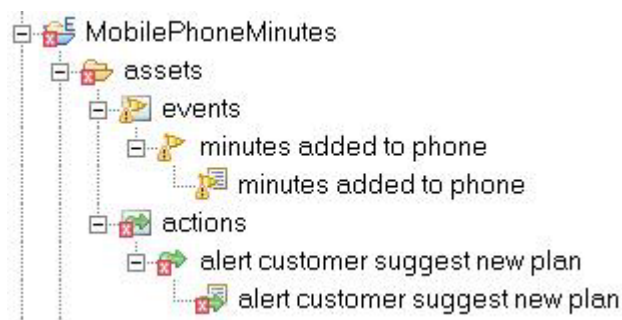 MobilePhoneMinutes
assets
events
minutes added to phone
minutes added to phone
actions
alert customer suggest new plan
alert customer suggest new plan